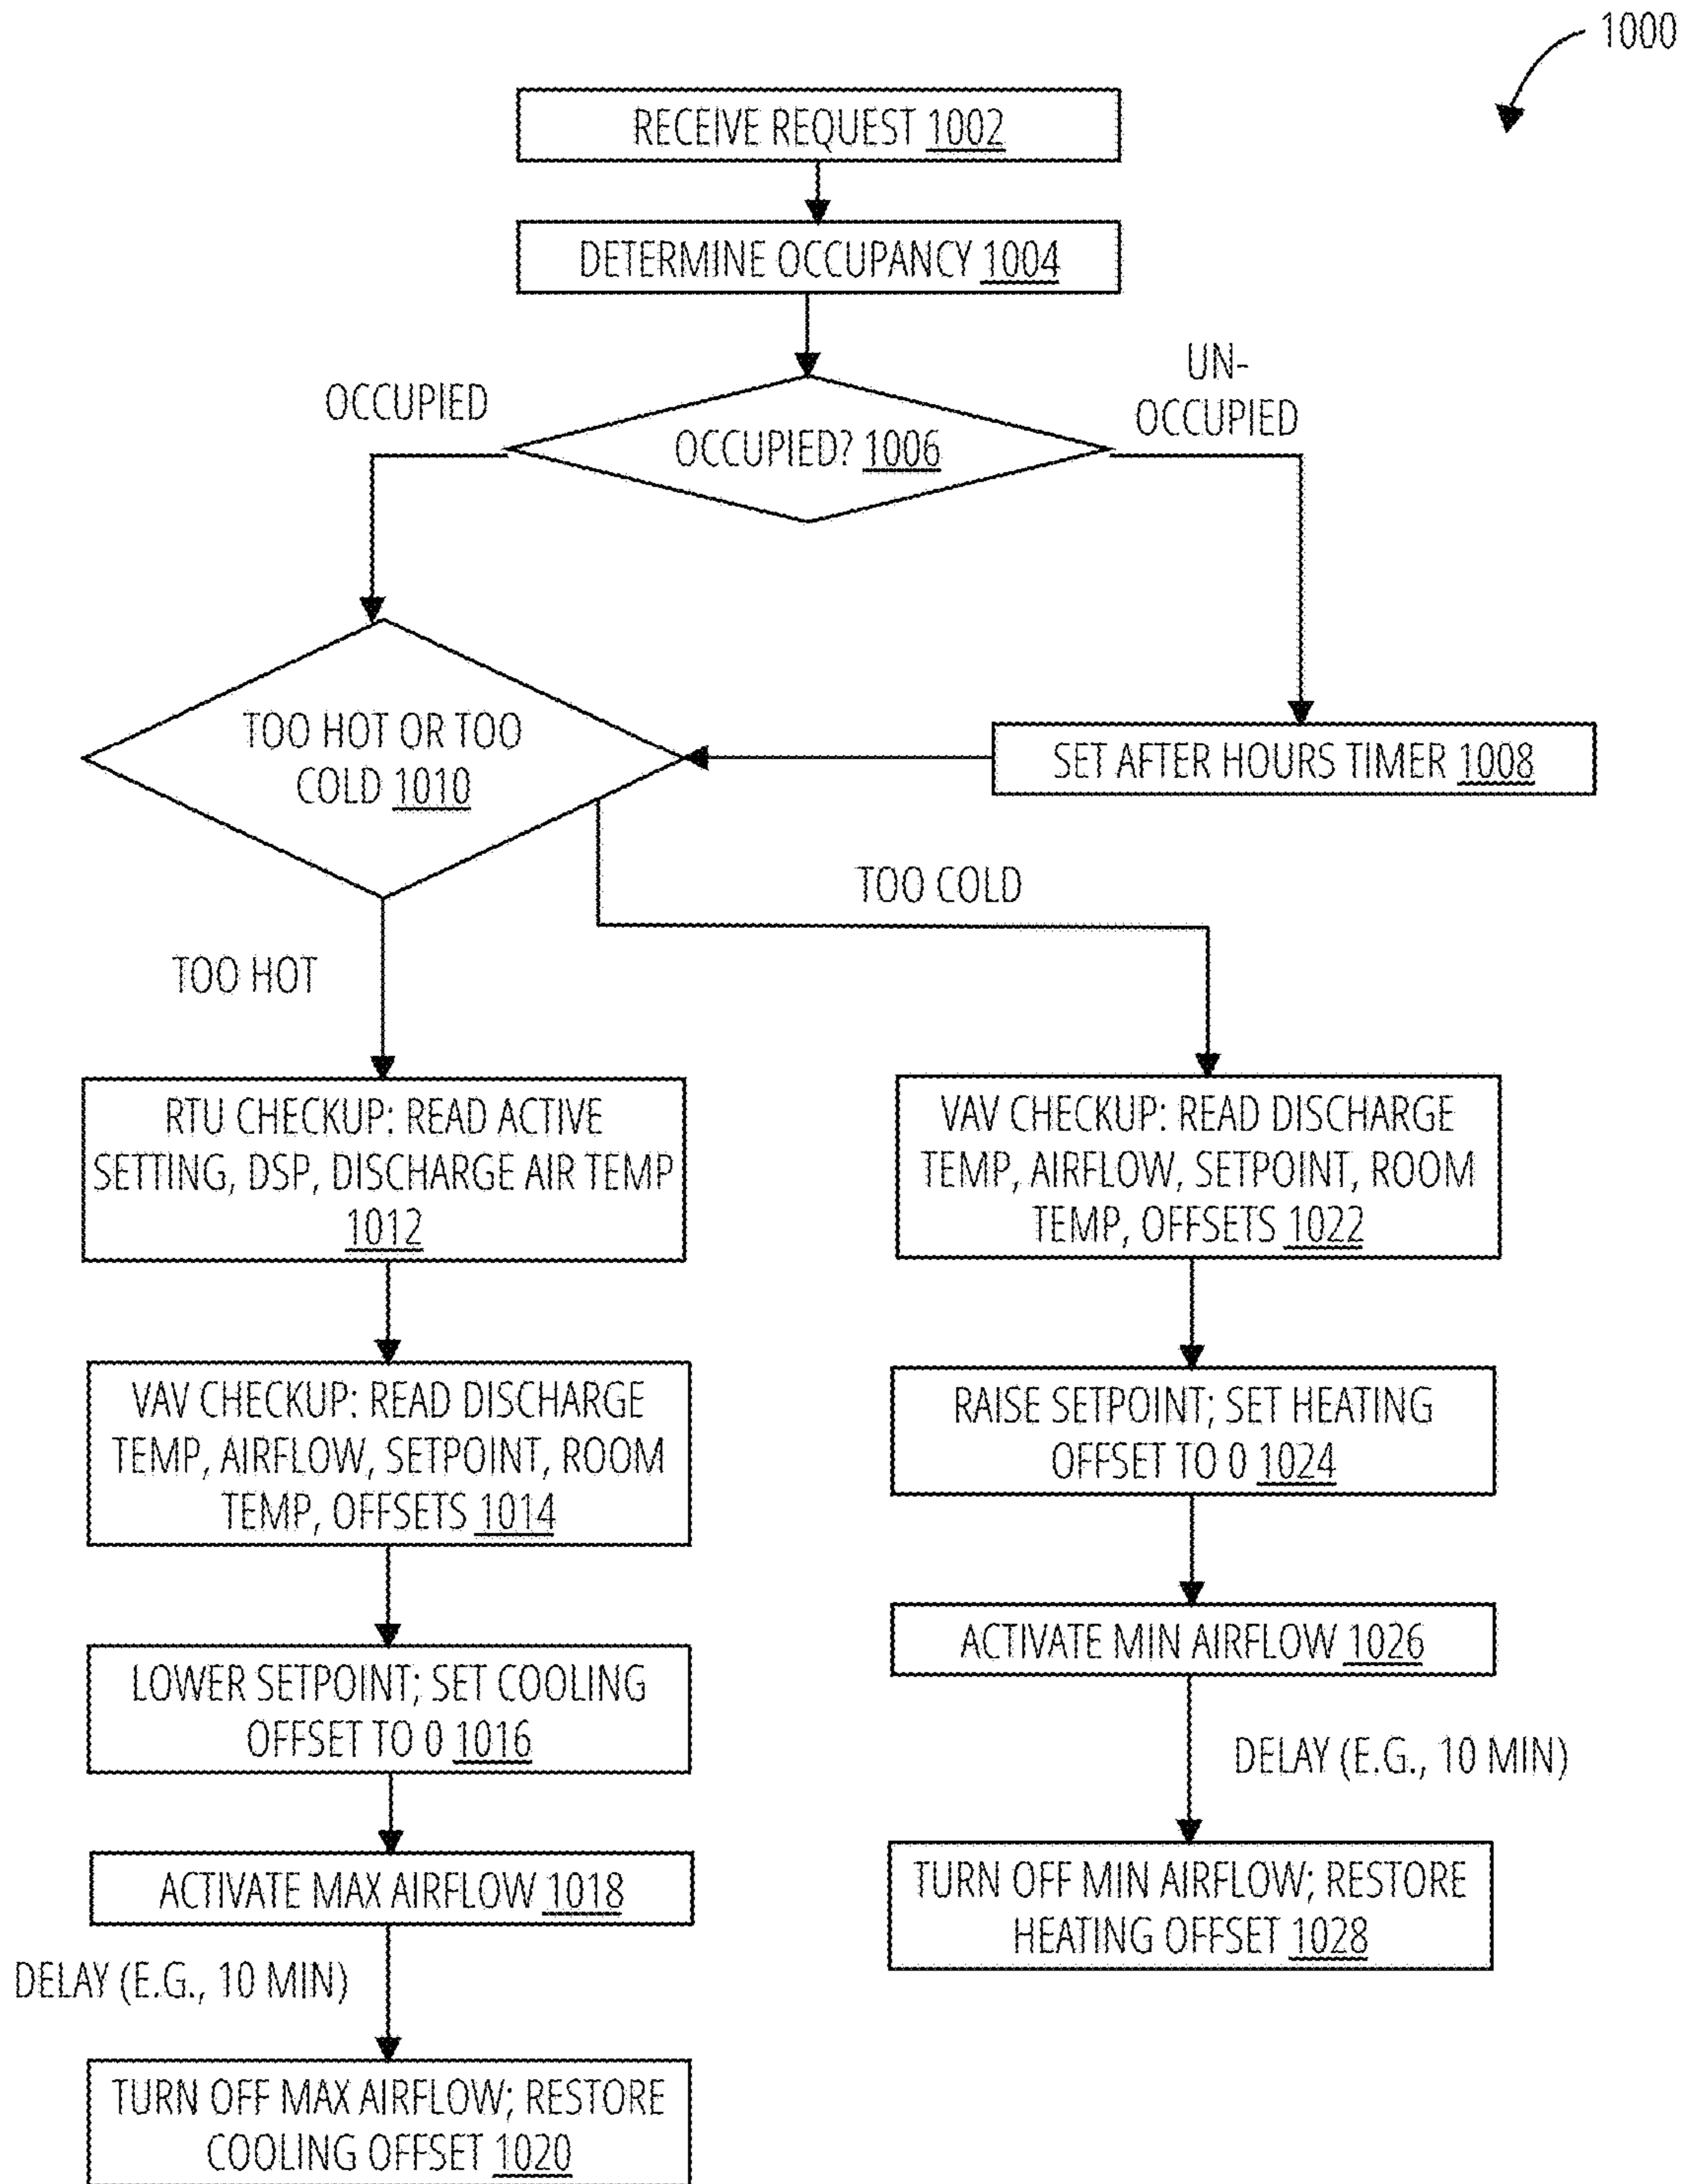 1000
RECEIVE REQUEST 1002
DETERMINE OCCUPANCY 1004
OCCUPIED
UN-
OCCUPIED
OCCUPIED? 1006
TOO HOT OR TOO
COLD 1010
SET AFTER HOURS TIMER 1008
TOO COLD
TOO HOT
RTU CHECKUP: READ ACTIVE
SETTING, DSP, DISCHARGE AIR TEMP
1012
VAV CHECKUP: READ DISCHARGE
TEMP, AIRFLOW, SETPOINT, ROOM
TEMP, OFFSETS 1014
LOWER SETPOINT; SET COOLING
OFFSET TO 0 1016
ACTIVATE MAX AIRFLOW 1018
DELAY (E.G., 10 MIN)
TURN OFF MAX AIRFLOW; RESTORE
COOLING OFFSET 1020
VAV CHECKUP: READ DISCHARGE
TEMP, AIRFLOW, SETPOINT, ROOM
TEMP, OFFSETS 1022
RAISE SETPOINT; SET HEATING
OFFSET TO 0 1024
ACTIVATE MIN AIRFLOW 1026
DELAY (E.G., 10 MIN)
TURN OFF MIN AIRFLOW; RESTORE
HEATING OFFSET 1028